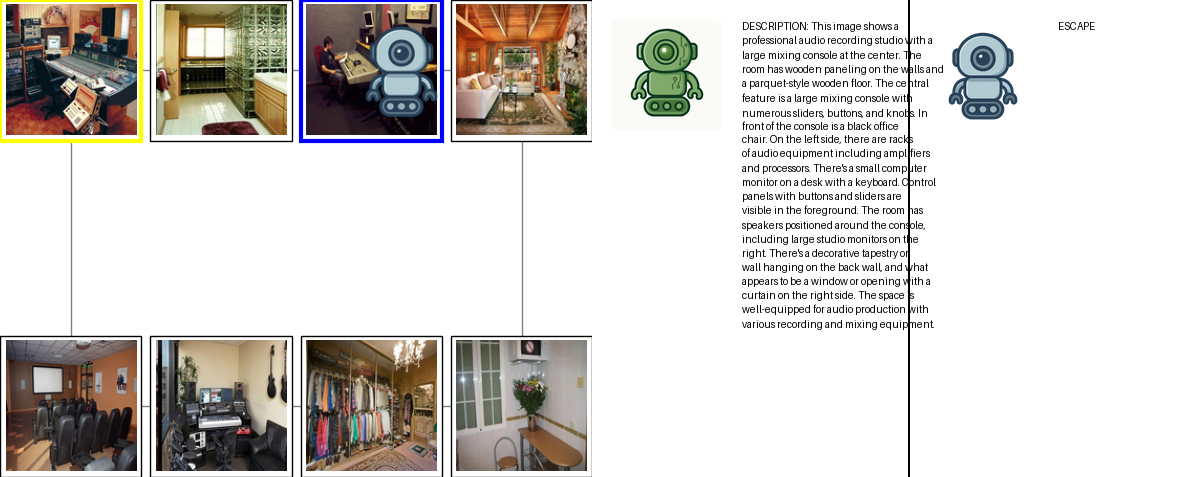 DESCRIPTION: This image shows a
professional audio recording studio with a
large mixing console at the center. The
room has wooden paneling on the walls and
a parquet-style wooden floor. The central
feature is a large mixing console with
numerous sliders, buttons, and knobs. In
front of the console is a black office
chair. On the left side, there are racks
of audio equipment including amplifiers
and processors. There's a small computer
monitor on a desk with a keyboard. Control
panels with buttons and sliders are
visible in the foreground. The room has
speakers positioned around the console,
including large studio monitors on the
right. There's a decorative tapestry or
wall hanging on the back wall, and what
appears to be a window or opening with a
curtain on the right side. The space is
well-equipped for audio production with
various recording and mixing equipment.
ESCAPE